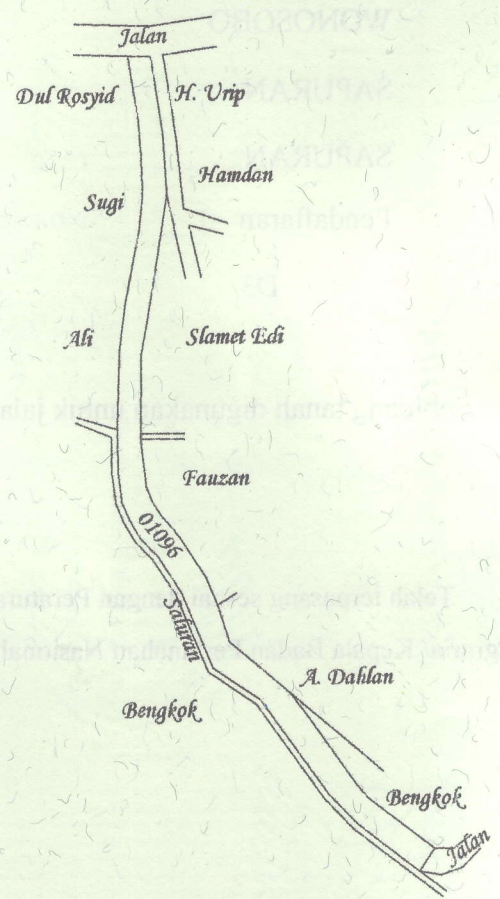 Jalan
Dul Rosyid
H. Urip
Hamdan
Sugi
Ali
Slamet Edi
Fauzan
01096
Saluran
A. Dahlan
Bengkok
Bengkok
Jalan